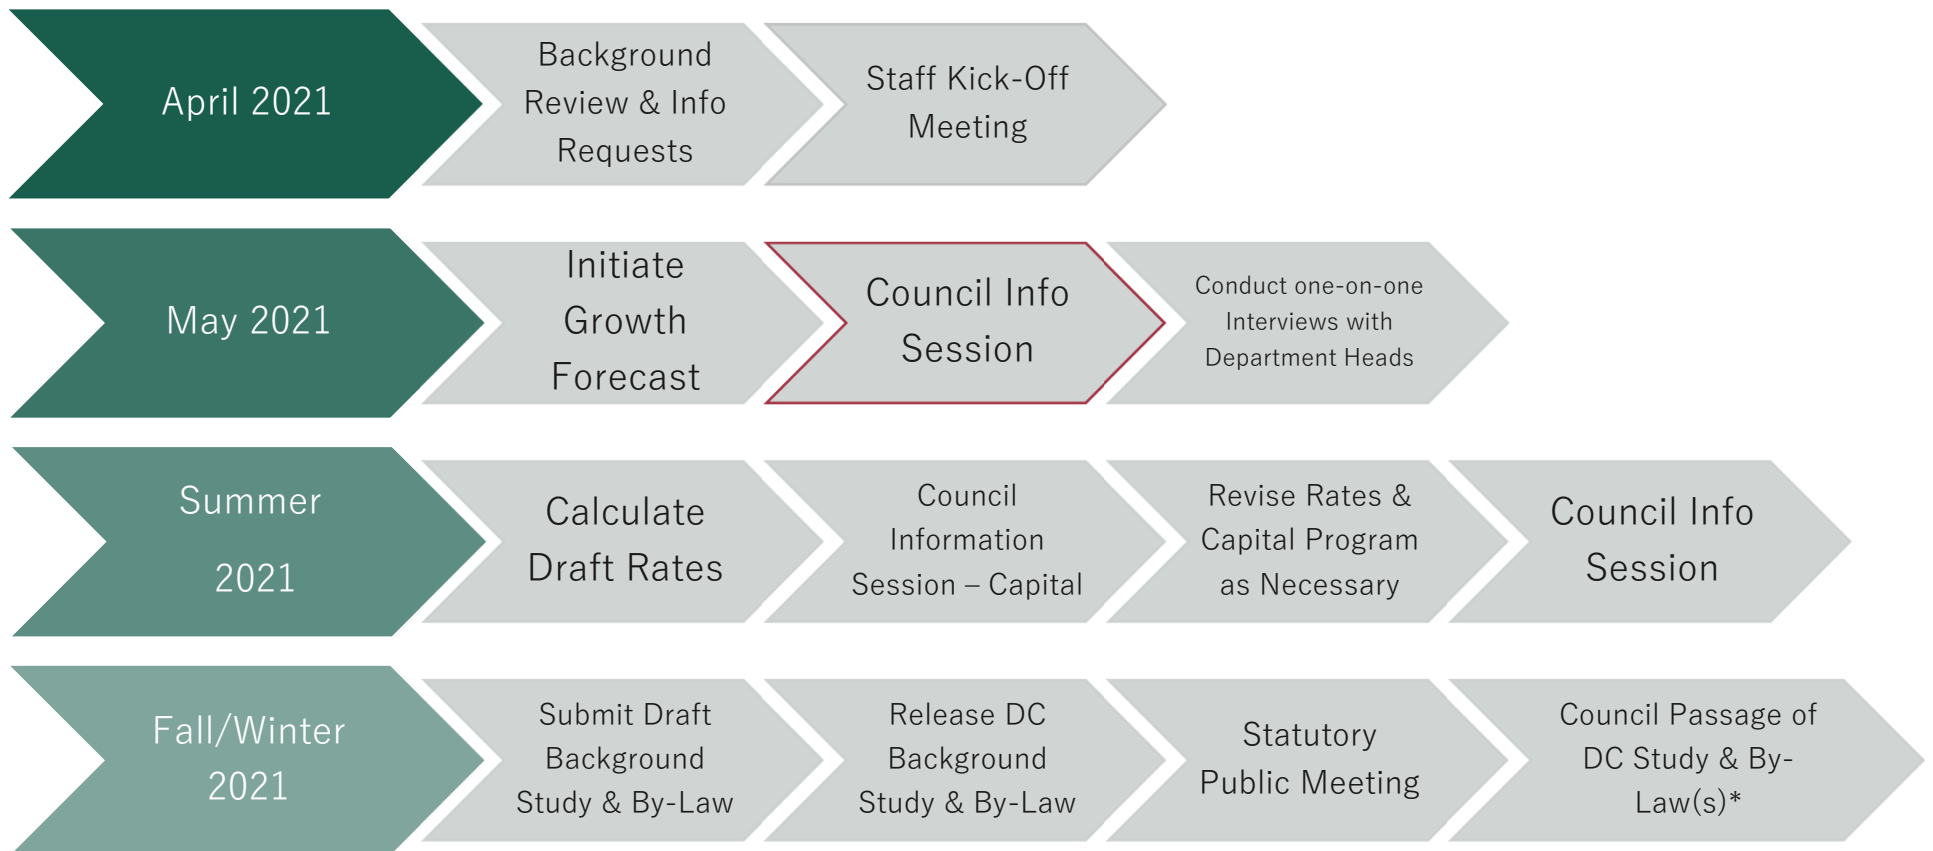 April 2021
Background
Review & Info
Requests
Staff Kick-Off
Meeting
May 2021
Initiate
Growth
Forecast
Council Info
Session
Conduct one-on-one
Interviews with
Department Heads
Summer
2021
Calculate
Draft Rates
Council
Information
Session – Capital
Revise Rates &
Capital Program
as Necessary
Council Info
Session
Fall/Winter
2021
Submit Draft
Background
Study & By-Law
Release DC
Background
Study & By-Law
Statutory
Public Meeting
Council Passage of
DC Study & By-
Law(s)*